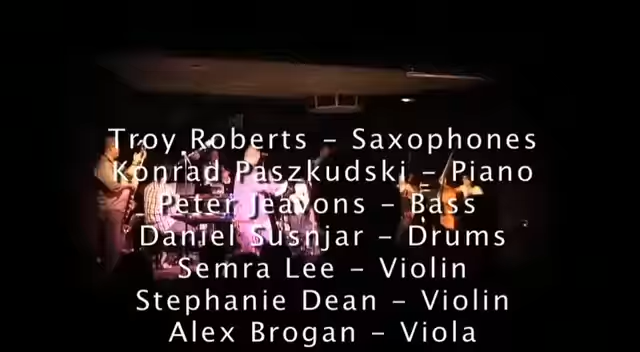 Troy Roberts – Saxophones
Konrad Paszkudski – Piano
Peter Jeavons – Bass
Daniel Susnjar – Drums
Semra Lee – Violin
Stephanie Dean – Violin
Alex Brogan – Viola